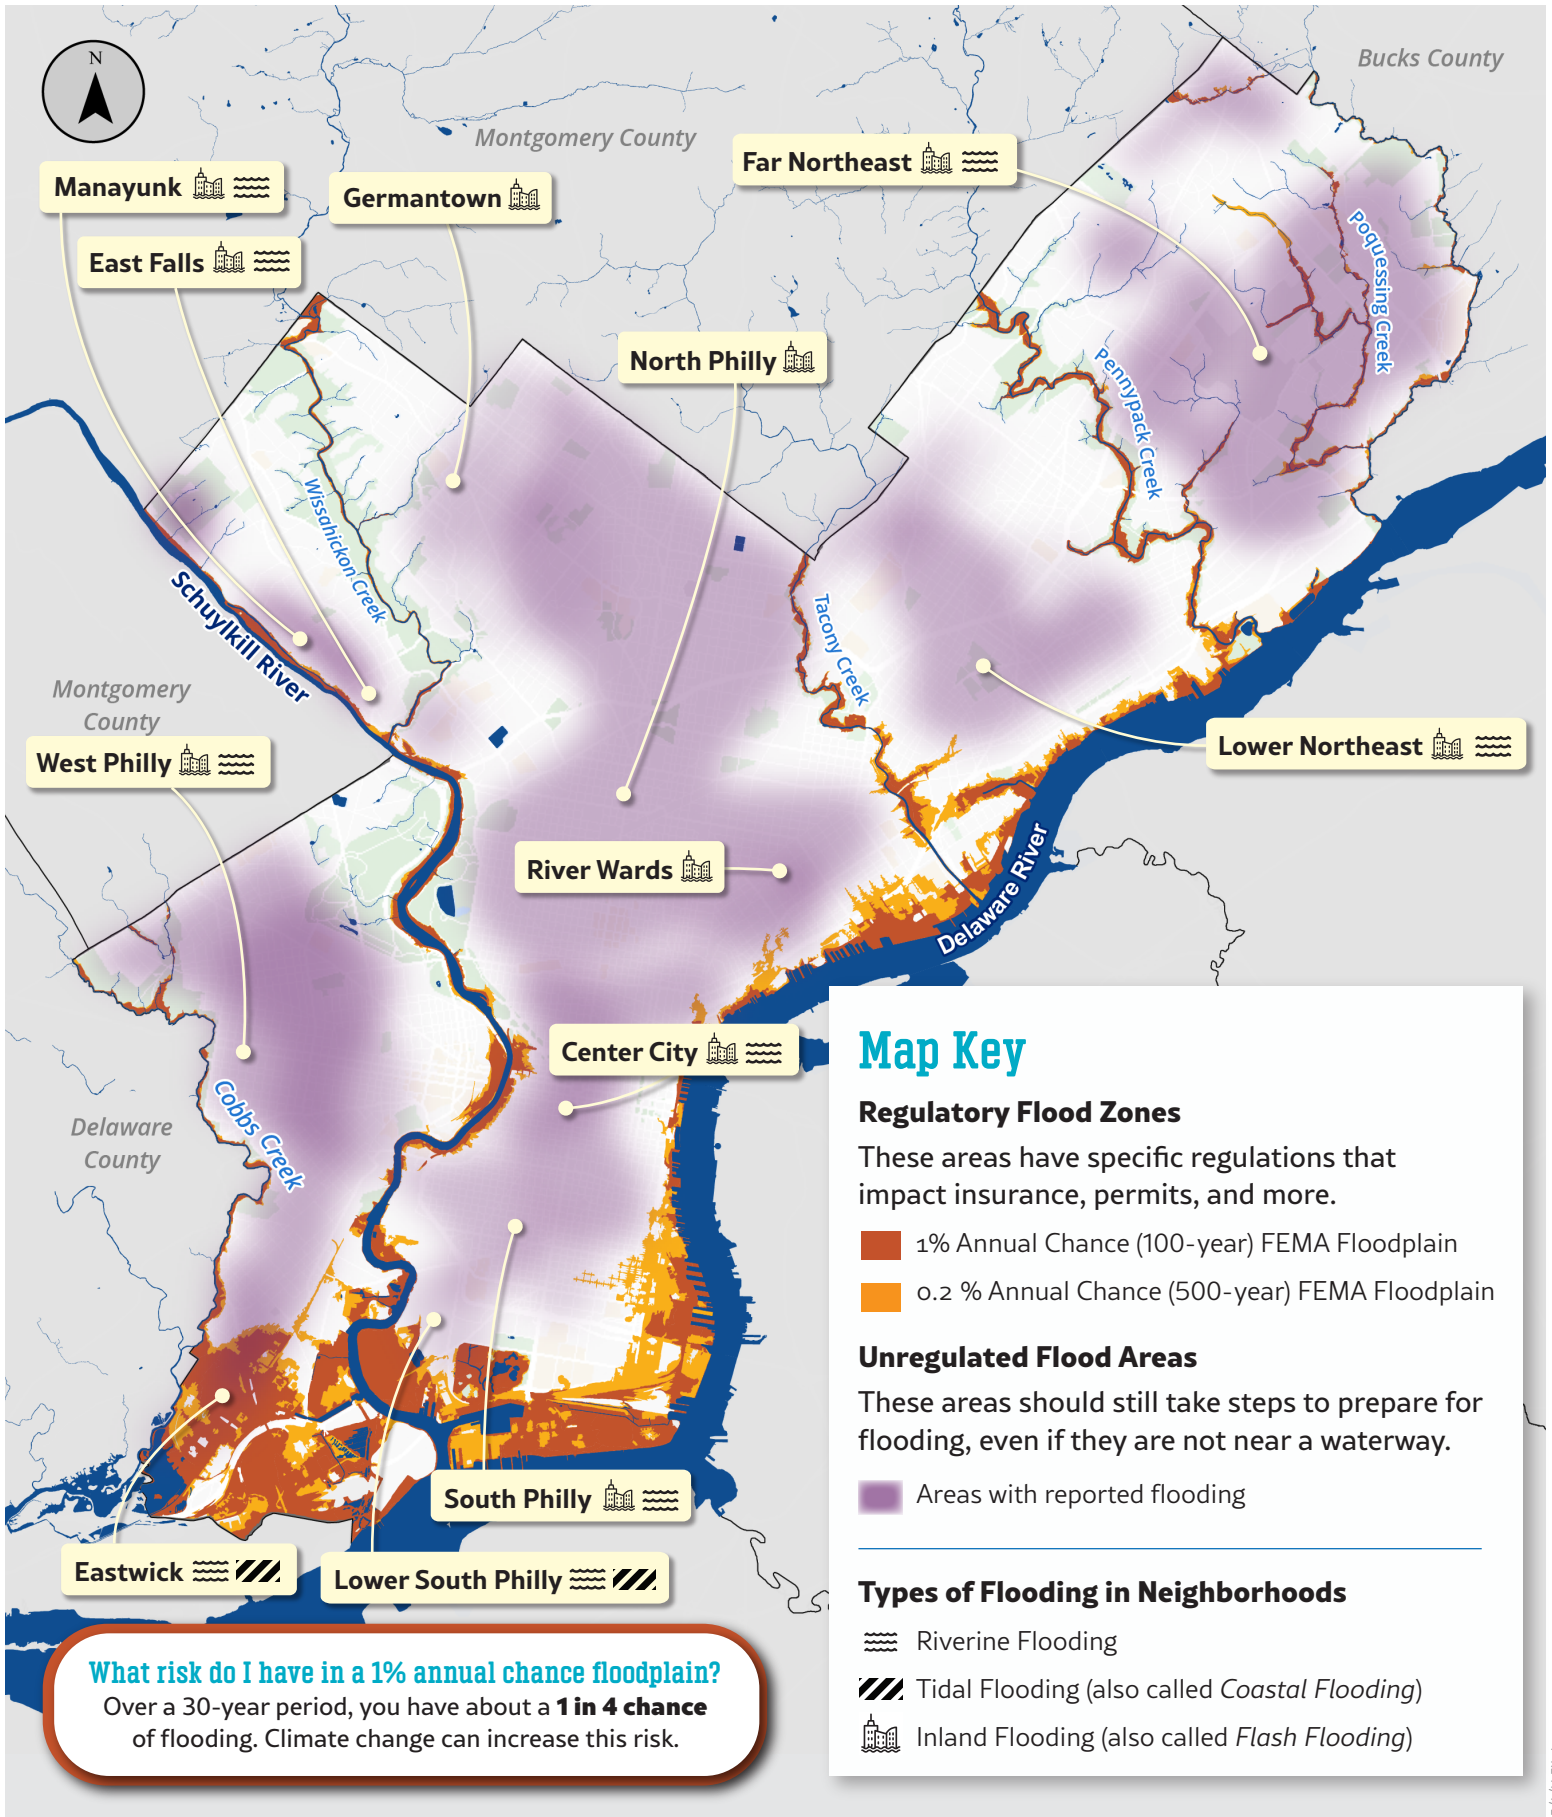 N
Bucks County
Montgomery County
Far Northeast
Manayunk
Germantown
East Falls
Poquessing Creek
North Philly
Pennypack Creek
Wissahickon Creek
Schuylkill River
Tacony Creek
Montgomery
County
West Philly
Lower Northeast
River Wards
Delaware River
Center City
Cobbs Creek
Delaware
County
South Philly
Eastwick
Lower South Philly
Map Key
Regulatory Flood Zones
These areas have specific regulations that
impact insurance, permits, and more.
1% Annual Chance (100-year) FEMA Floodplain
0.2 % Annual Chance (500-year) FEMA Floodplain
Unregulated Flood Areas
These areas should still take steps to prepare for
flooding, even if they are not near a waterway.
Areas with reported flooding
Types of Flooding in Neighborhoods
Riverine Flooding
Tidal Flooding (also called Coastal Flooding)
Inland Flooding (also called Flash Flooding)
What risk do I have in a 1% annual chance floodplain?
Over a 30-year period, you have about a 1 in 4 chance
of flooding. Climate change can increase this risk.